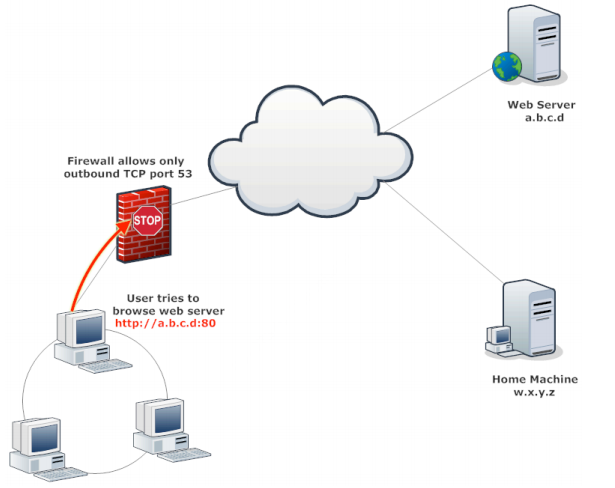 Web Server
a.b.c.d
Firewall allows only
outbound TCP port 53
STOP
User tries to
browse web server
http://a.b.c.d:80
Home Machine
w.x.y.z